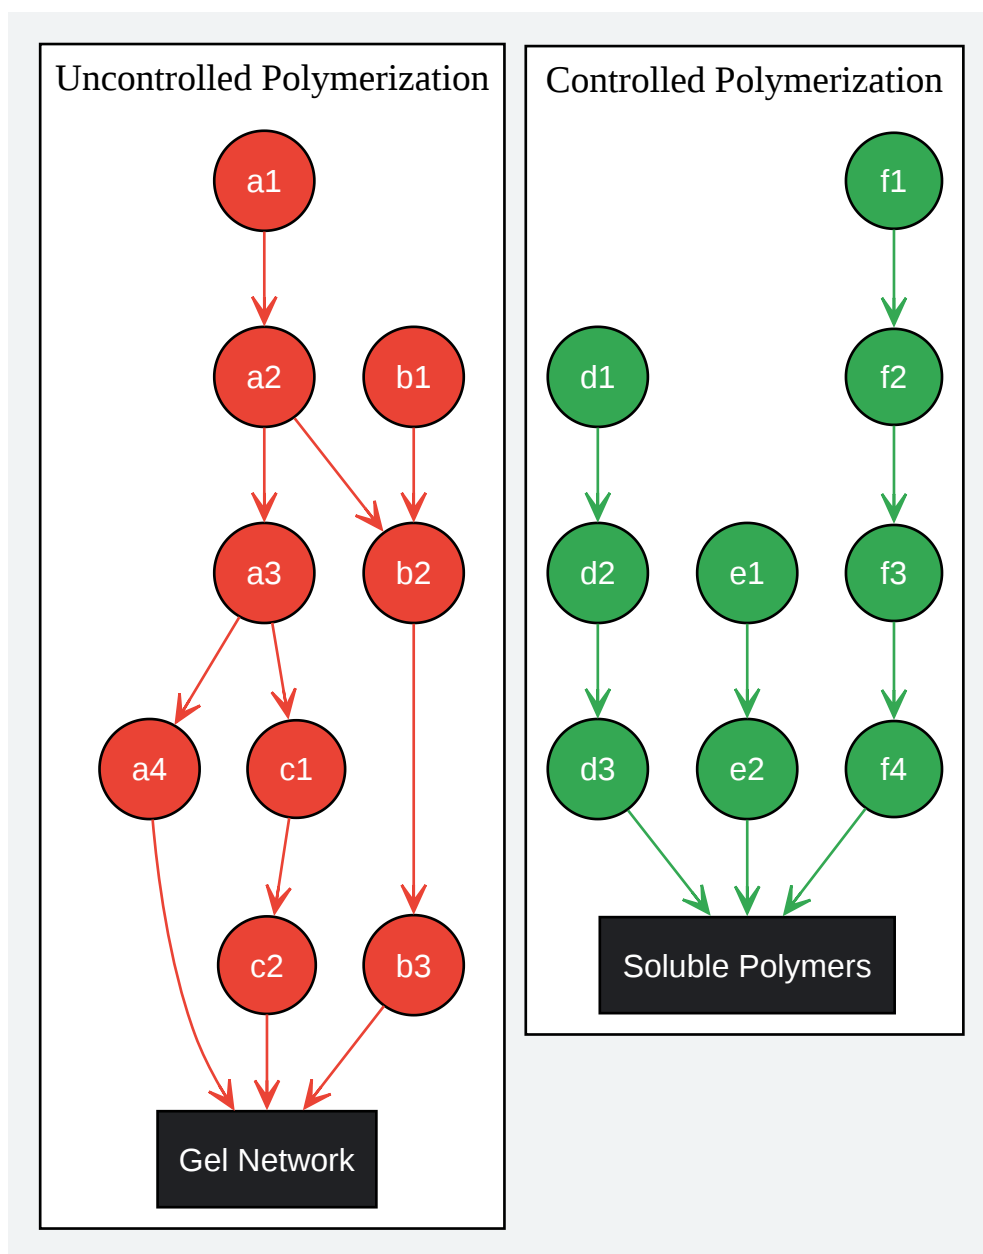 Uncontrolled Polymerization
a1
a2
b1
a3
b2
a4
c1
c2
b3
Gel Network
Controlled Polymerization
f1
d1
f2
d2
e1
f3
d3
e2
f4
Soluble Polymers